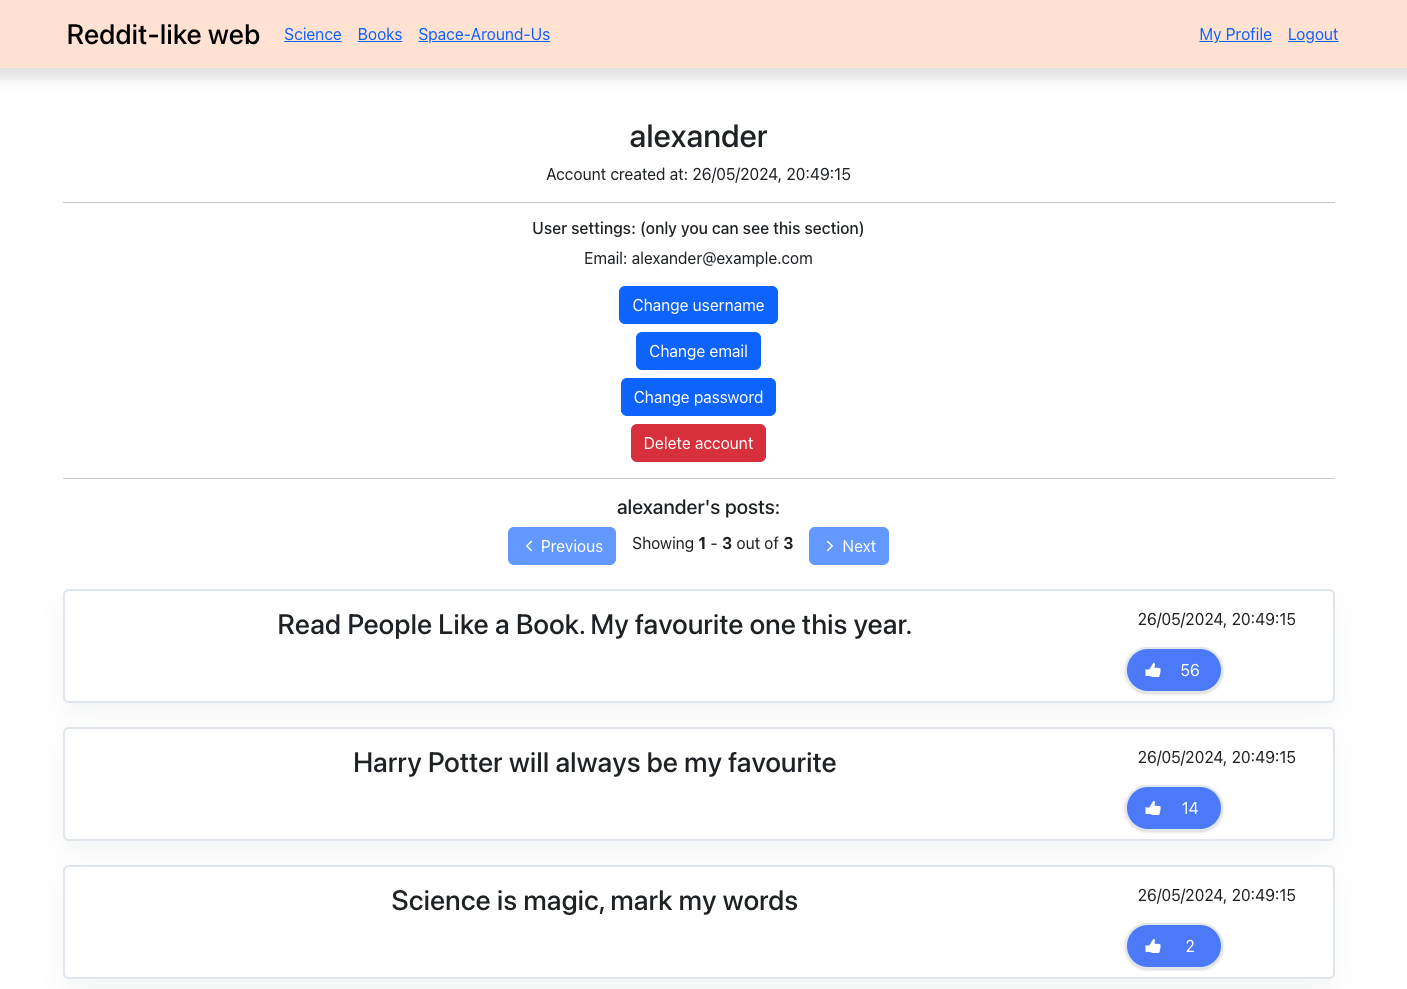 Reddit-like web Science Books Space-Around-Us My Profile Logout
alexander
Account created at: 26/05/2024, 20:49:15
User settings: (only you can see this section)
Email: alexander@example.com
Change username
Change email
Change password
Delete account
alexander's posts:
Previous Showing 1 - 3 out of 3 Next
Read People Like a Book. My favourite one this year. 26/05/2024, 20:49:15
56
Harry Potter will always be my favourite 26/05/2024, 20:49:15
14
Science is magic, mark my words 26/05/2024, 20:49:15
2